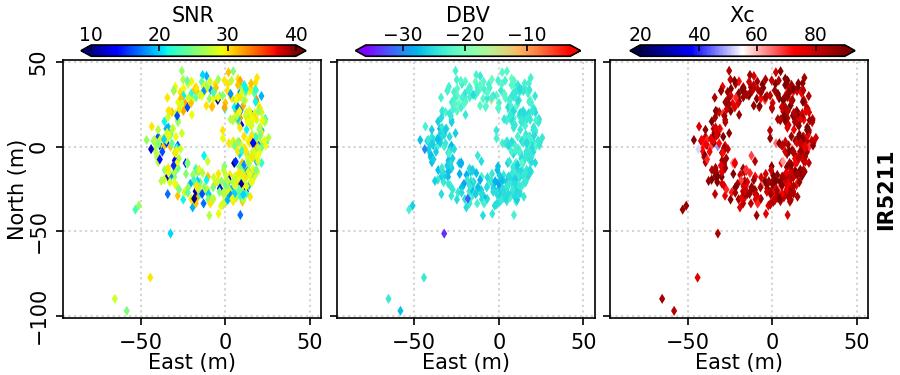 SNR DBV Xc
10 20 30 40 −30 −20 −10 20 40 60 80
50
0
−50
−100
North (m)
IR5211
−50 0 50 −50 0 50 −50 0 50
East (m) East (m) East (m)